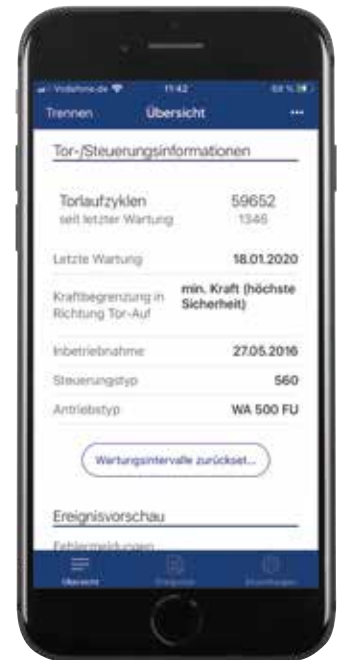 Vodafone.de 11:42
Trennen Übersicht ...
Tor-/Steuerungsinformationen
Torlaufzyklen 59652
seit letzter Wartung 1346
Letzte Wartung 18.01.2020
Kraftbegrenzung in min. Kraft (höchste
Richtung Tor-Auf Sicherheit)
Inbetriebnahme 27.05.2016
Steuerungstyp 560
Antriebstyp WA 500 FU
Wartungsintervalle zurückset...
Ereignisvorschau
Fehlermeldungen
Übersicht Einstellungen